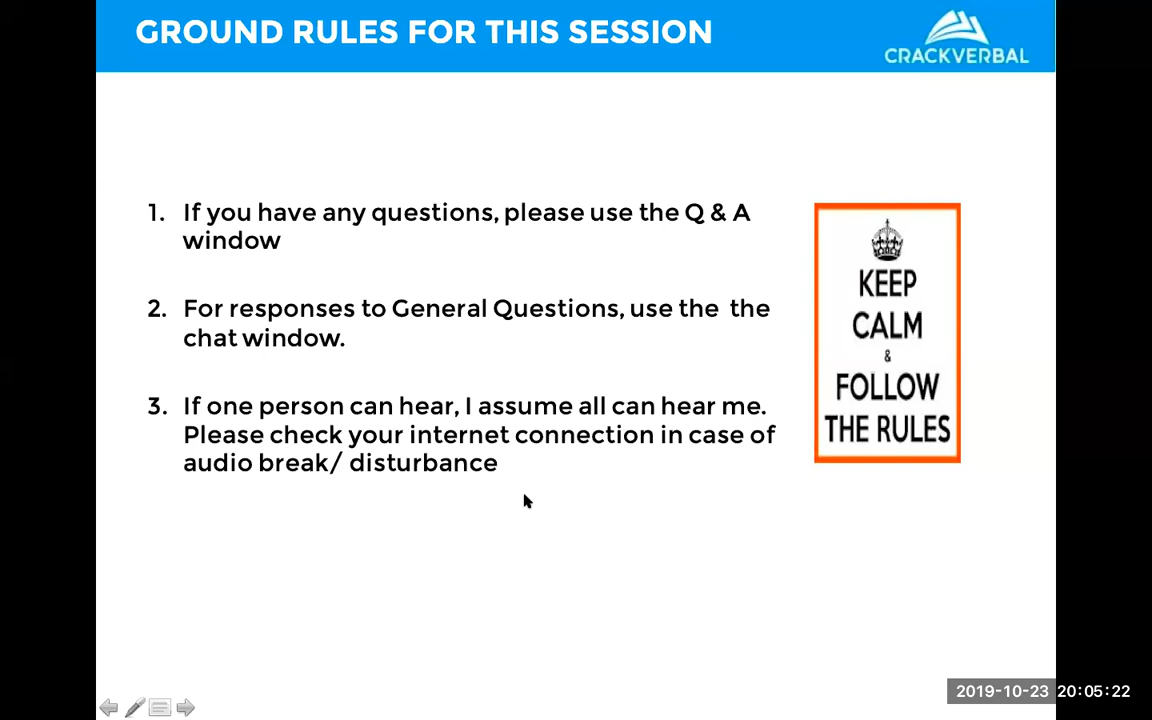 GROUND RULES FOR THIS SESSION
CRACKVERBAL
1. If you have any questions, please use the Q & A
window
2. For responses to General Questions, use the  the
chat window.
3. If one person can hear, I assume all can hear me.
Please check your internet connection in case of
audio break/ disturbance
KEEP
CALM
&
FOLLOW
THE RULES
2019-10-23 20:05:22